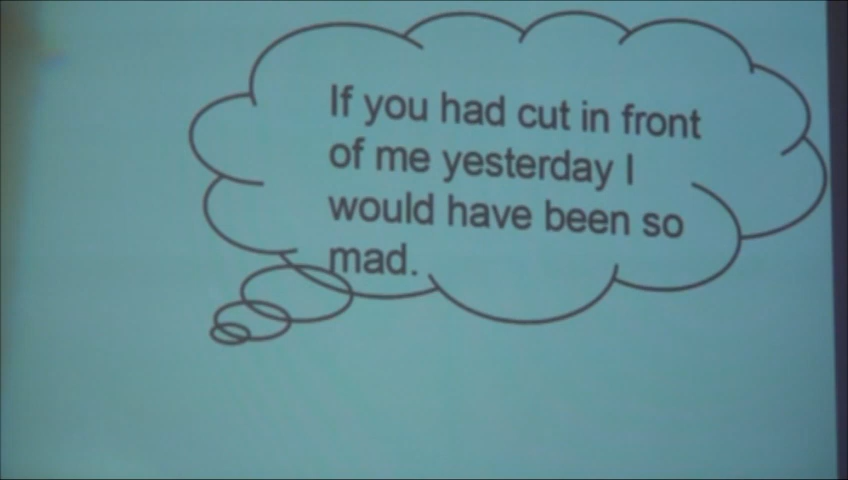 If you had cut in front
of me yesterday I
would have been so
mad.